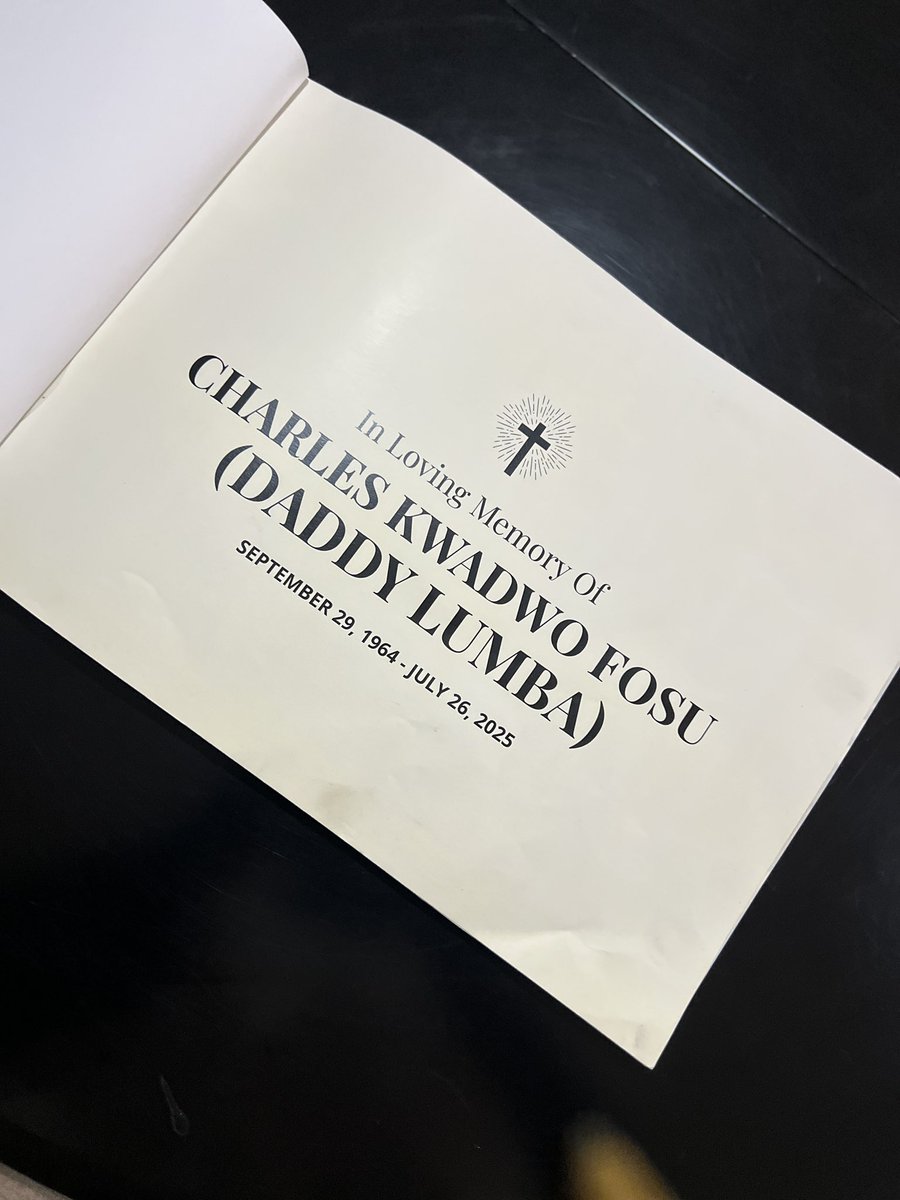 In Loving Memory Of
CHARLES KWADWO FOSU
(DADDY LUMBA)
SEPTEMBER 29, 1964 - JULY 26, 2025